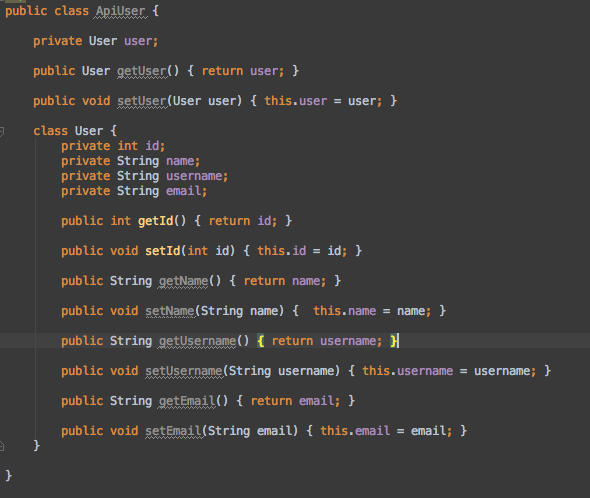 public class ApiUser {
private User user;
public User getUser() { return user; }
public void setUser(User user) { this.user = user; }
class User {
private int id;
private String name;
private String username;
private String email;
public int getId() { return id; }
public void setId(int id) { this.id = id; }
public String getName() { return name; }
public void setName(String name) {  this.name = name; }
public String getUsername() { return username; }
public void setUsername(String username) { this.username = username; }
public String getEmail() { return email; }
public void setEmail(String email) { this.email = email; }
}
}